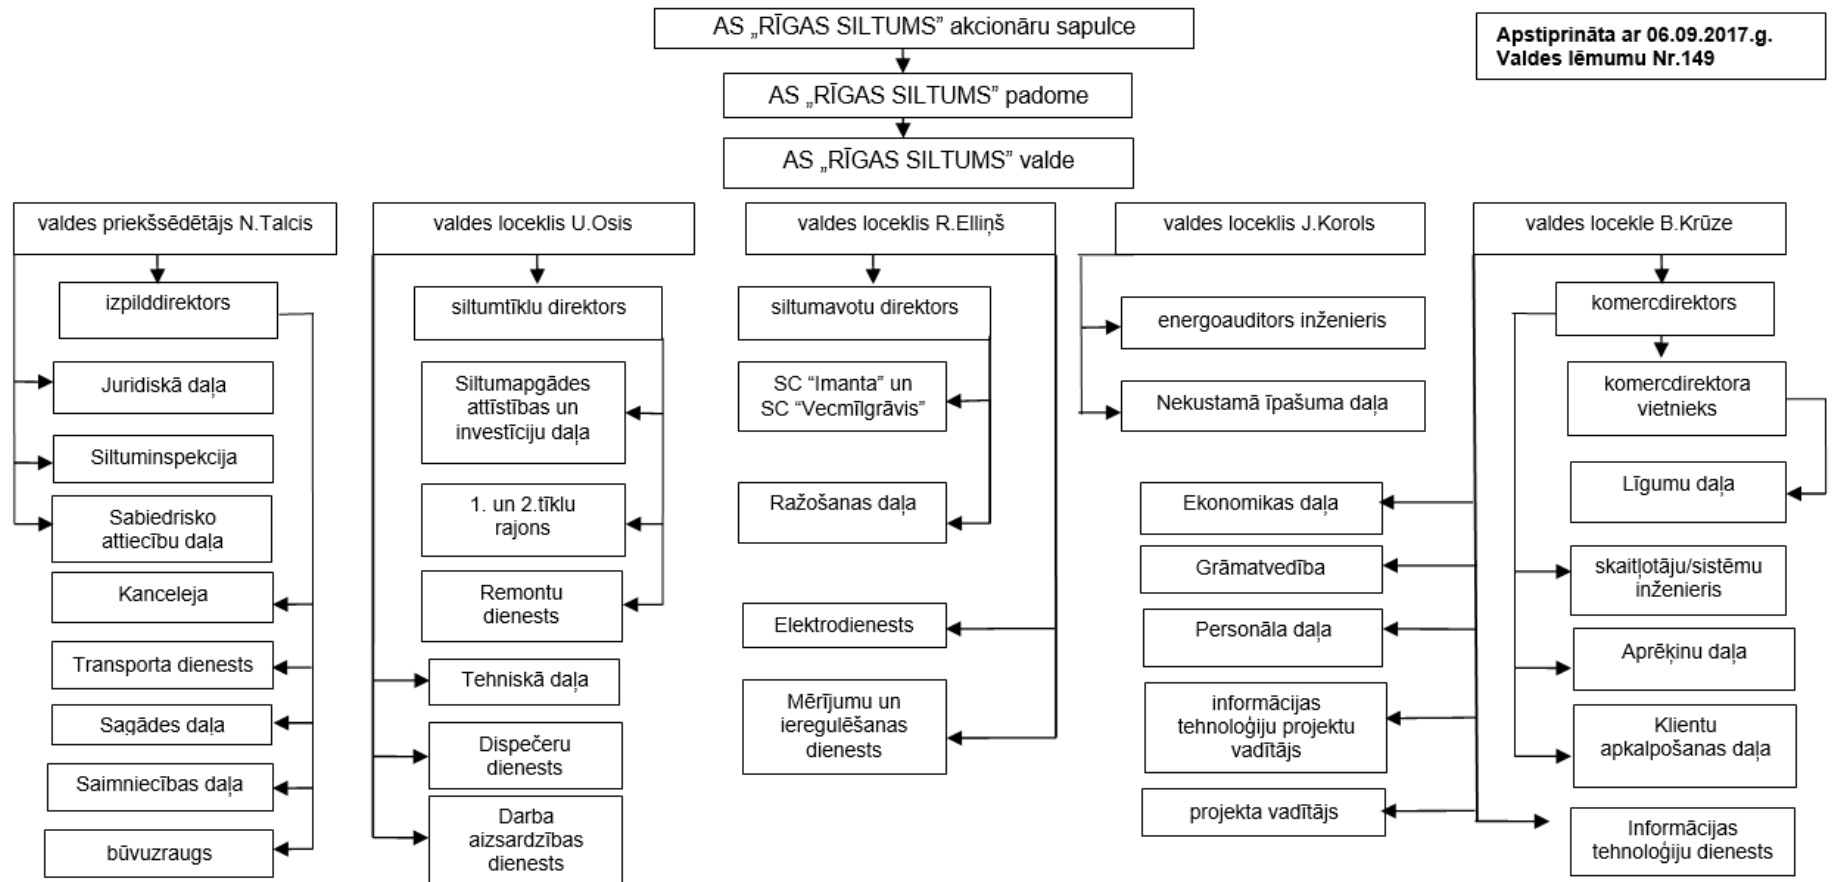 AS „RĪGAS SILTUMS” akcionāru sapulce
Apstiprināta ar 06.09.2017.g.
Valdes lēmumu Nr.149
AS „RĪGAS SILTUMS” padome
AS „RĪGAS SILTUMS” valde
valdes priekšsēdētājs N.Talcis
izpilddirektors
Juridiskā daļa
Siltuminspekcija
Sabiedrisko
attiecību daļa
Kanceleja
Transporta dienests
Sagādes daļa
Saimniecības daļa
būvuzraugs
valdes loceklis U.Osis
siltumtīklu direktors
Siltumapgādes
attīstības un
investīciju daļa
1. un 2.tīklu
rajons
Remontu
dienests
Tehniskā daļa
Dispečeru
dienests
Darba
aizsardzības
dienests
valdes loceklis R.Elliņš
siltumavotu direktors
SC “Imanta” un
SC “Vecmīlgrāvis”
Ražošanas daļa
Elektrodienests
Mērījumu un
ieregulēšanas
dienests
valdes loceklis J.Korols
energoauditors inženieris
Nekustamā īpašuma daļa
valdes locekle B.Krūze
komercdirektors
komercdirektora
vietnieks
Līgumu daļa
skaitļotāju/sistēmu
inženieris
Aprēķinu daļa
Klientu
apkalpošanas daļa
Informācijas
tehnoloģiju dienests
Ekonomikas daļa
Grāmatvedība
Personāla daļa
informācijas
tehnoloģiju projektu
vadītājs
projekta vadītājs